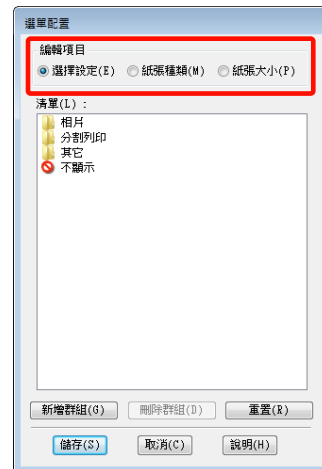 選單配置
編輯項目
選擇設定(E) 紙張種類(M) 紙張大小(P)
清單(L) :
相片
分割列印
其它
不顯示
新增群組(G) 刪除群組(D) 重置(R)
儲存(S) 取消(C) 說明(H)